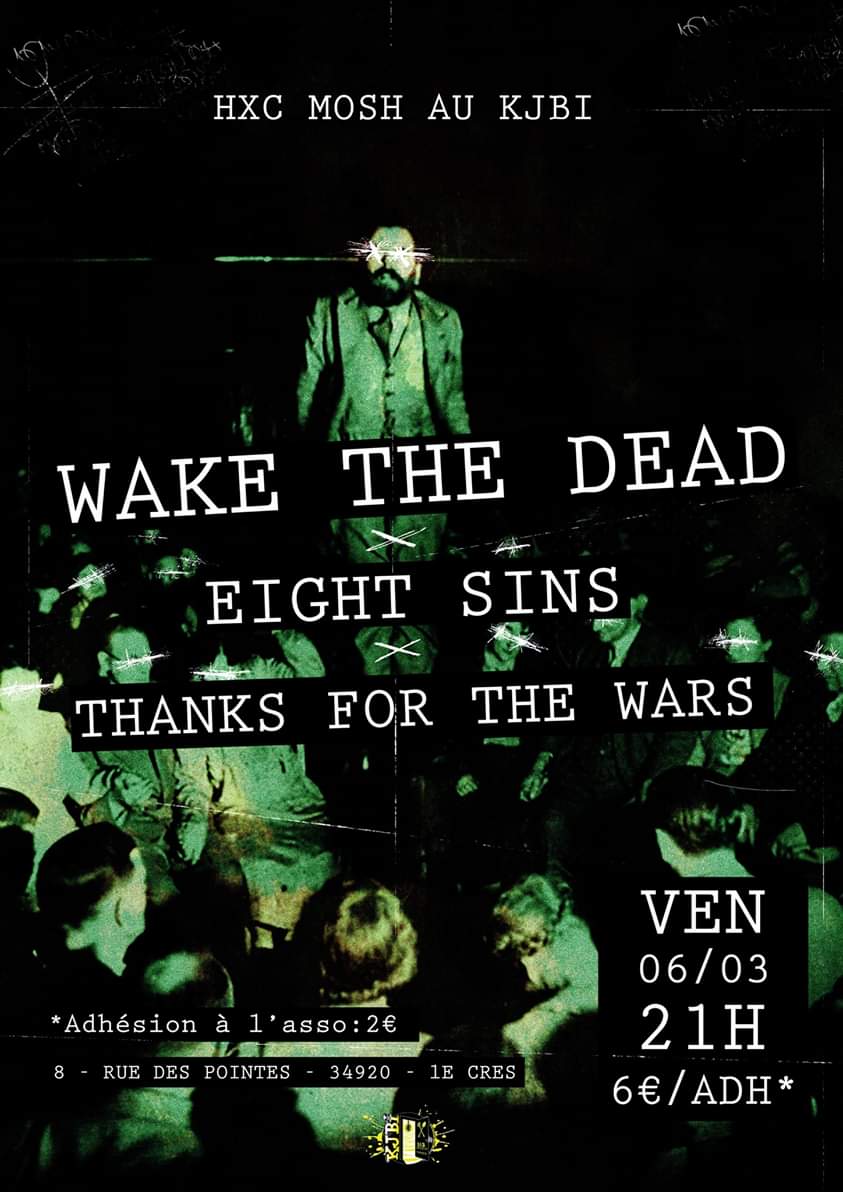 HXC MOSH AU KJBI
WAKE THE DEAD
EIGHT SINS
THANKS FOR THE WARS
VEN
06/03
21H
6€/ADH*
*Adhésion à l'asso:2€
8 - RUE DES POINTES - 34920 - lE CRES
KJBI